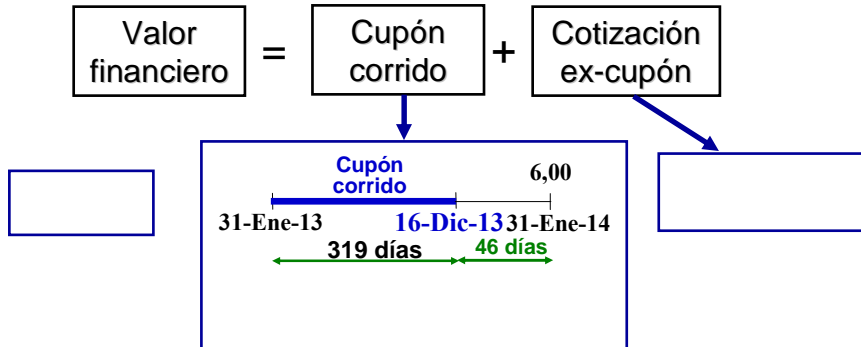 Valor
financiero
=
Cupón
corrido
+
Cotización
ex-cupón
Cupón
corrido
6,00
31-Ene-13
16-Dic-13
31-Ene-14
319 días
46 días